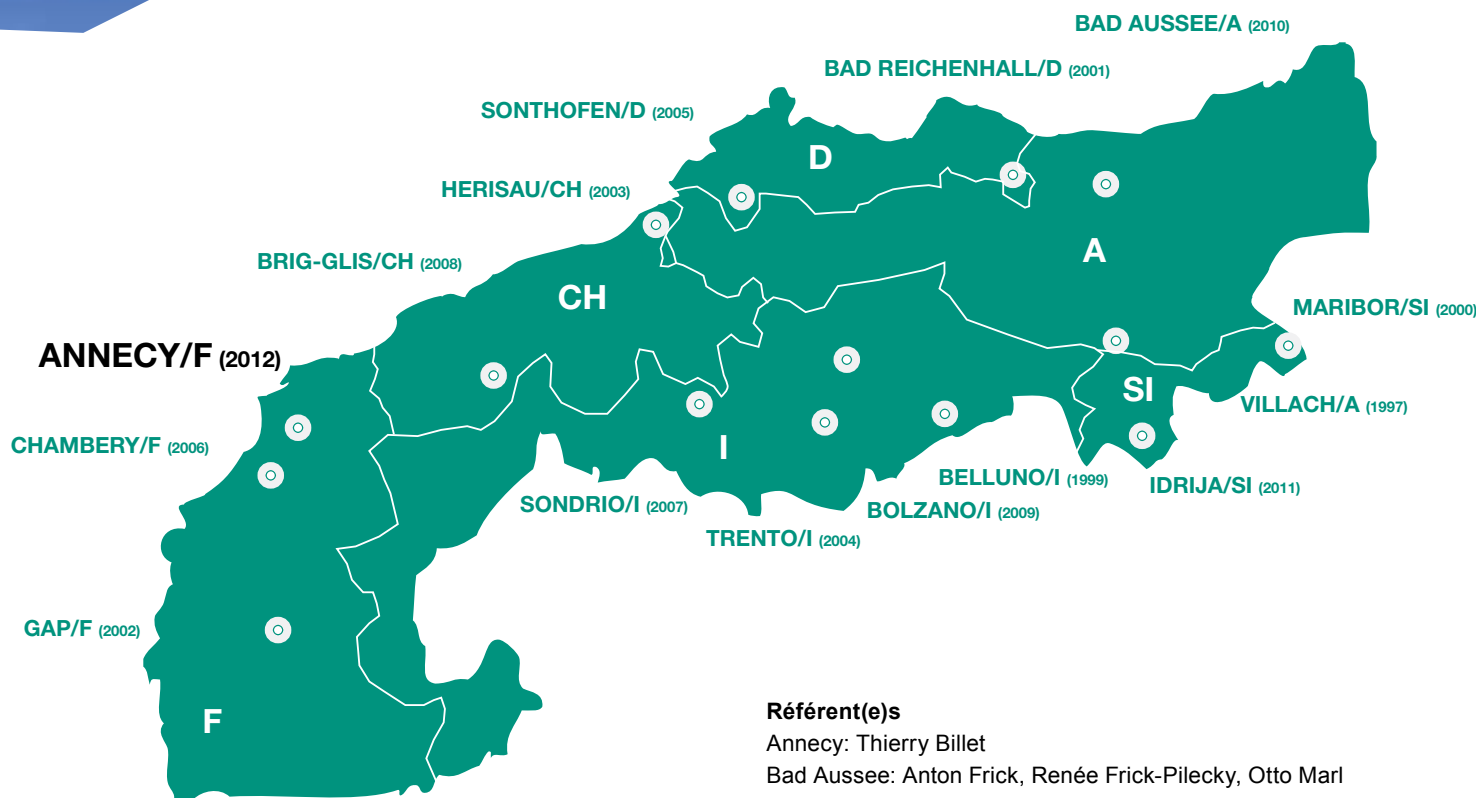 BAD AUSSEE/A (2010)
BAD REICHENHALL/D (2001)
SONTHOFEN/D (2005)
D
HERISAU/CH (2003)
A
BRIG-GLIS/CH (2008)
CH
MARIBOR/SI (2000)
ANNECY/F (2012)
SI
VILLACH/A (1997)
CHAMBERY/F (2006)
I
BELLUNO/I (1999)
IDRIJA/SI (2011)
SONDRIO/I (2007)
BOLZANO/I (2009)
TRENTO/I (2004)
GAP/F (2002)
F
Référent(e)s
Annecy: Thierry Billet
Bad Aussee: Anton Frick, Renée Frick-Pilecky, Otto Marl